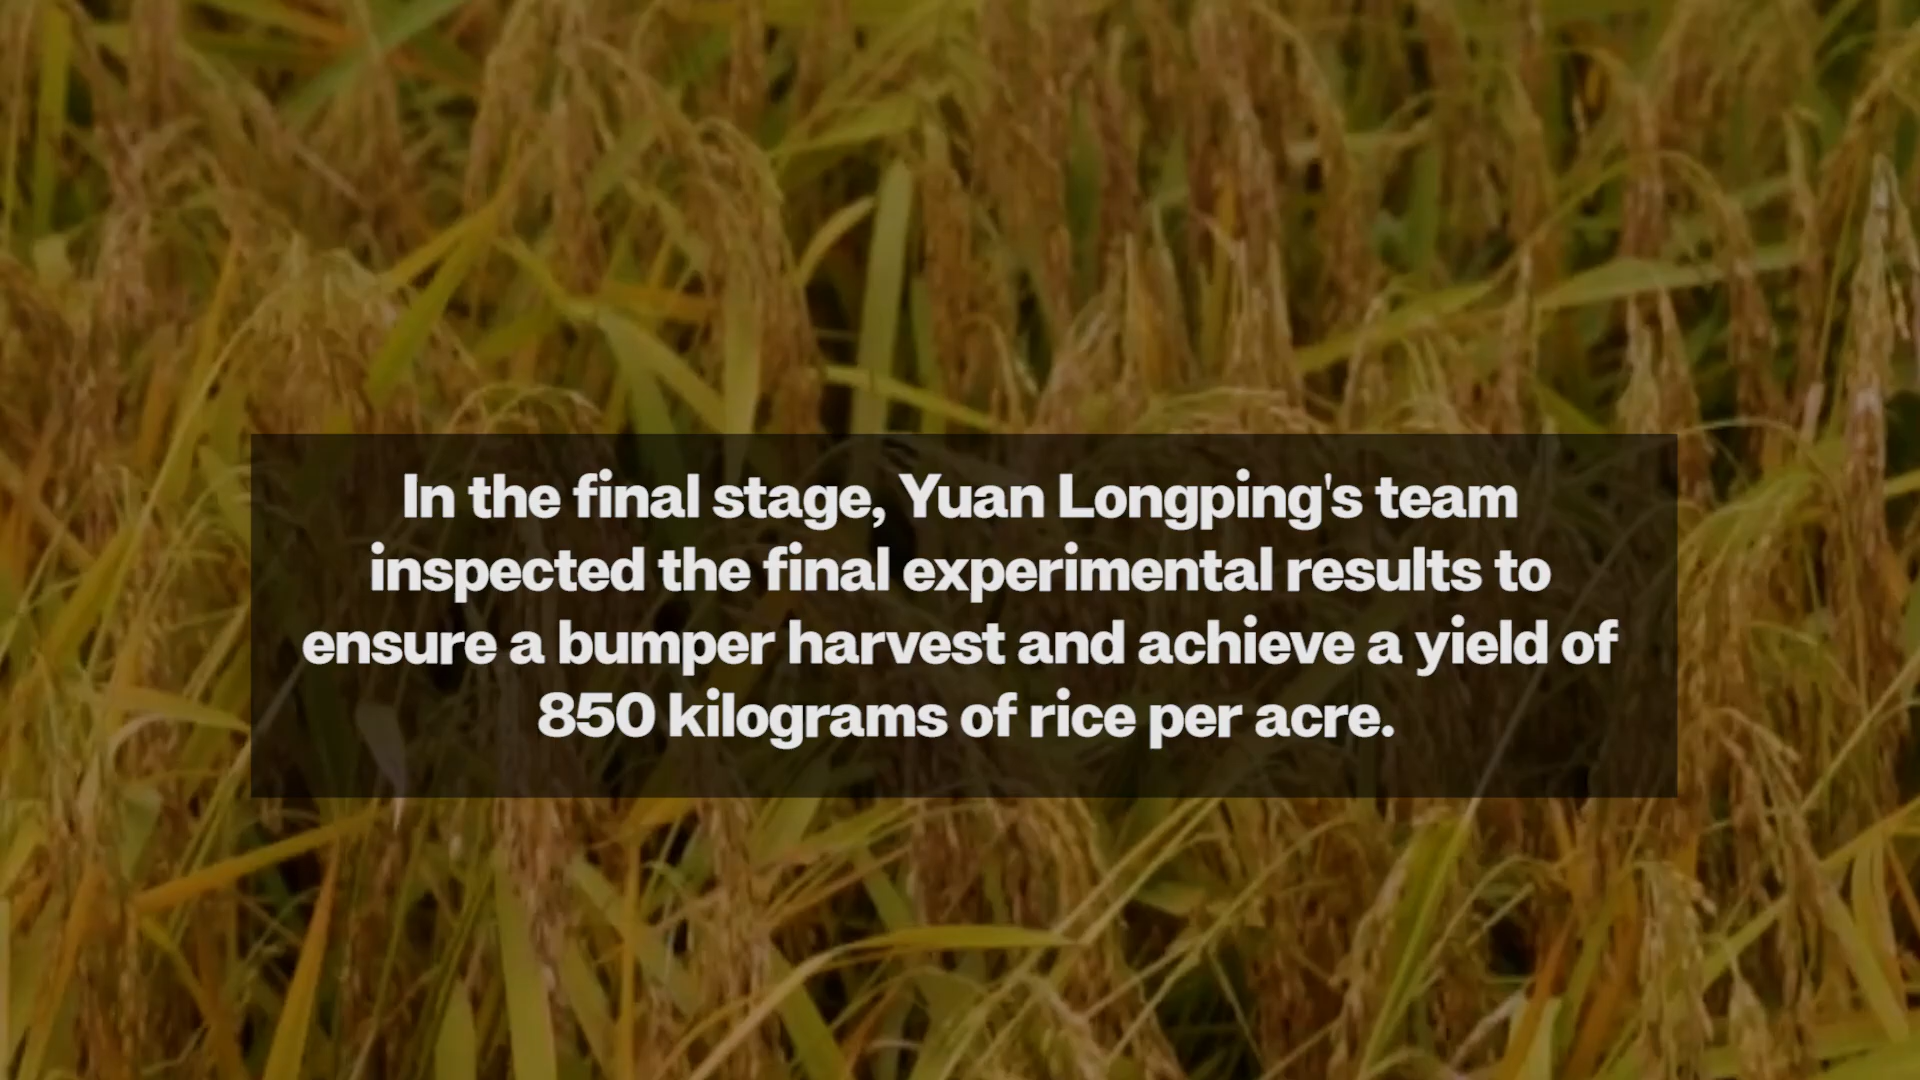 In the final stage, Yuan Longping's team
inspected the final experimental results to
ensure a bumper harvest and achieve a yield of
850 kilograms of rice per acre.